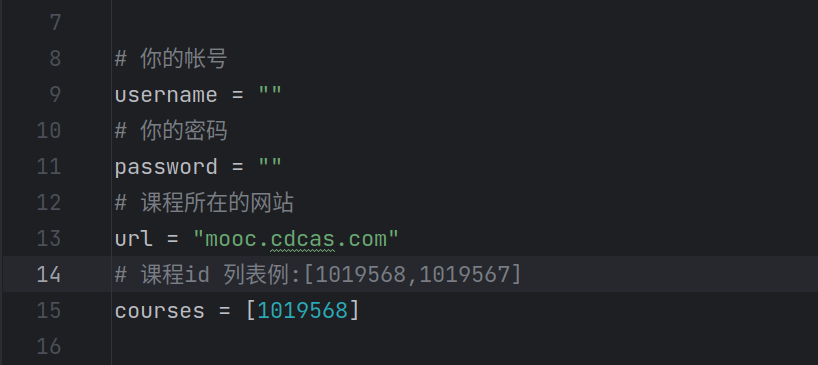 7
8 # 你的帐号
9 username = ""
10 # 你的密码
11 password = ""
12 # 课程所在的网站
13 url = "mooc.cdcas.com"
14 # 课程id 列表例:[1019568,1019567]
15 courses = [1019568]
16